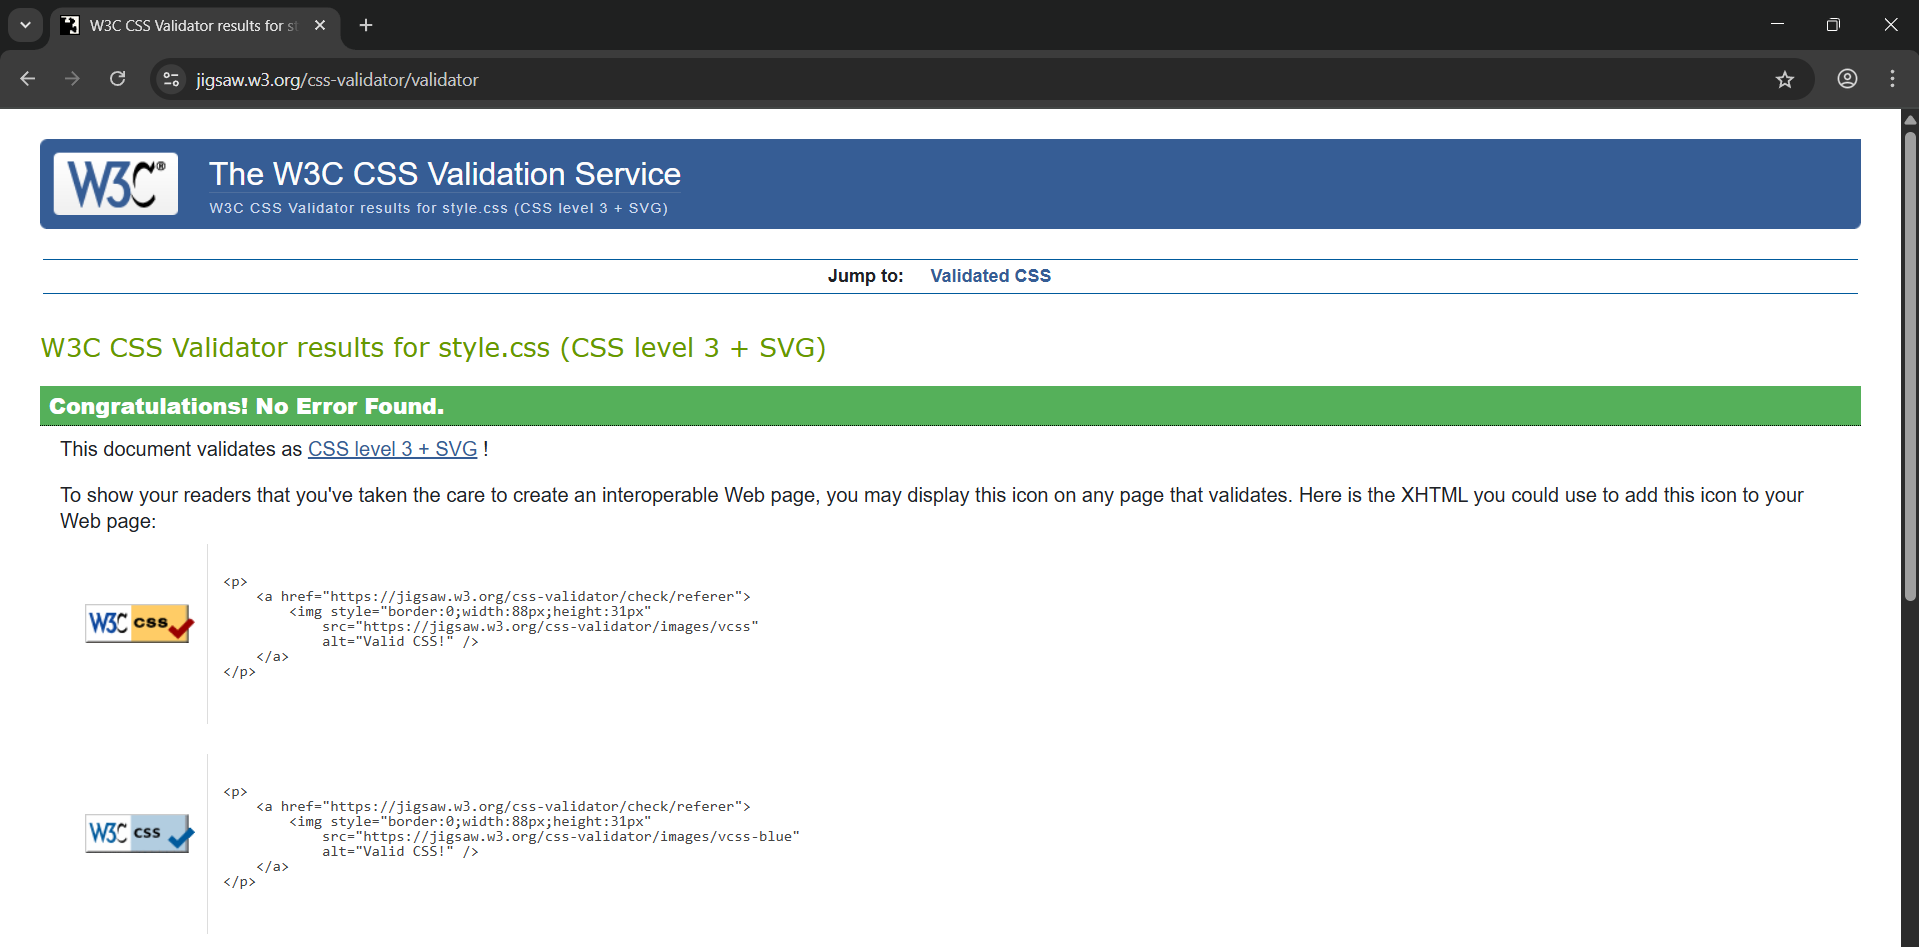 W3C CSS Validator results for st
jigsaw.w3.org/css-validator/validator
W3C®
The W3C CSS Validation Service
W3C CSS Validator results for style.css (CSS level 3 + SVG)
Jump to: Validated CSS
W3C CSS Validator results for style.css (CSS level 3 + SVG)
Congratulations! No Error Found.
This document validates as CSS level 3 + SVG !
To show your readers that you've taken the care to create an interoperable Web page, you may display this icon on any page that validates. Here is the XHTML you could use to add this icon to your
Web page:
W3C css
<p>
    <a href="https://jigsaw.w3.org/css-validator/check/referer">
        <img style="border:0;width:88px;height:31px"
            src="https://jigsaw.w3.org/css-validator/images/vcss"
            alt="Valid CSS!" />
    </a>
</p>
W3C css
<p>
    <a href="https://jigsaw.w3.org/css-validator/check/referer">
        <img style="border:0;width:88px;height:31px"
            src="https://jigsaw.w3.org/css-validator/images/vcss-blue"
            alt="Valid CSS!" />
    </a>
</p>